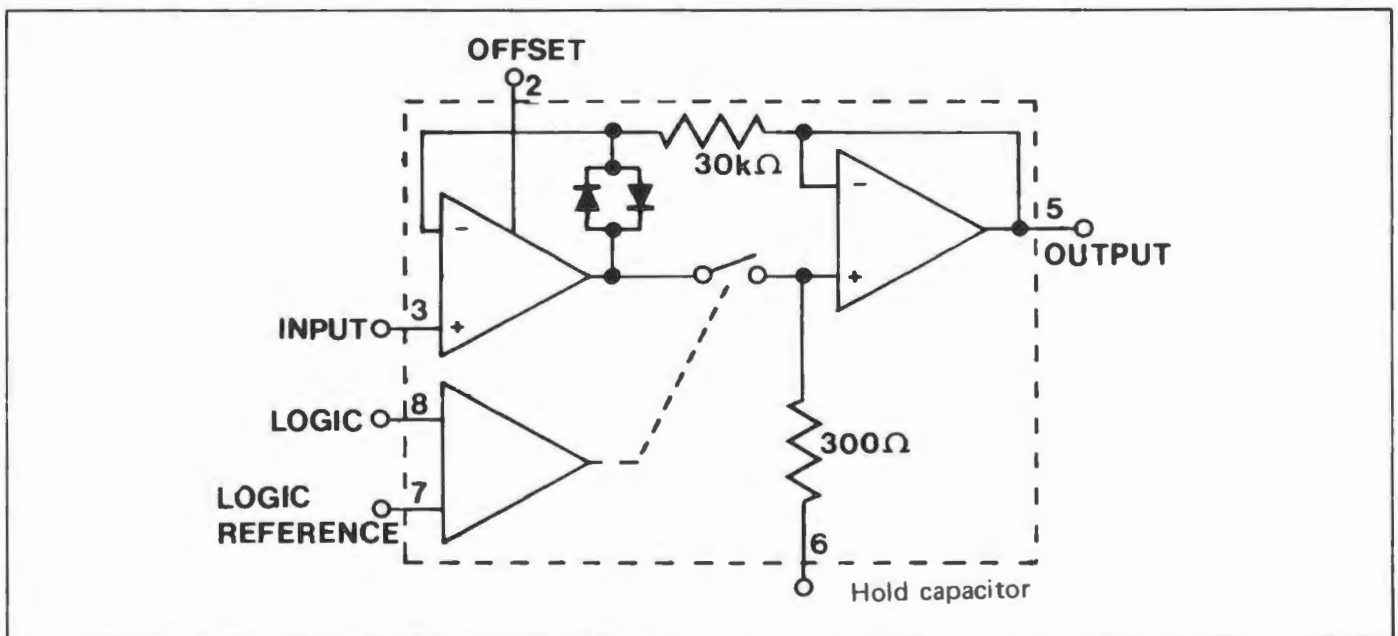 OFFSET
2
30kΩ
−
5
OUTPUT
−
+
3
INPUT
+
8
LOGIC
300Ω
7
LOGIC
REFERENCE
6
Hold capacitor